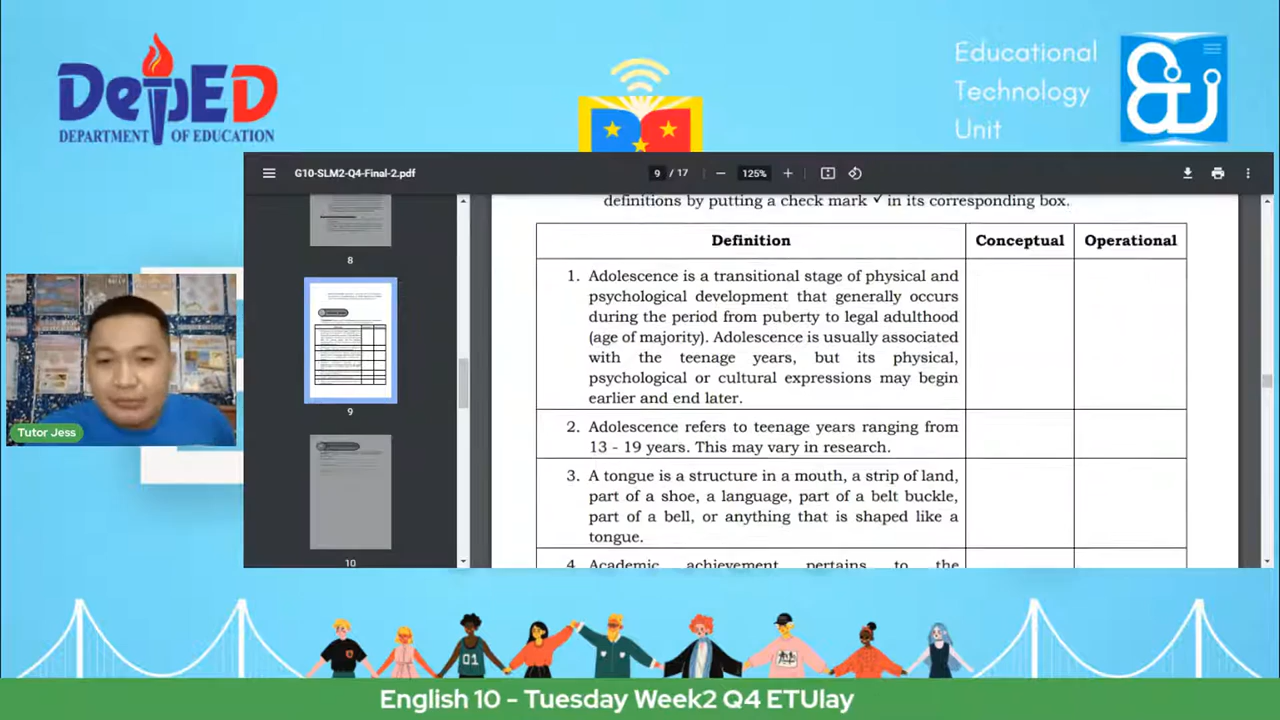 DepED
DEPARTMENT OF EDUCATION
Educational
Technology
Unit
G10-SLM2-Q4-Final-2.pdf
9 / 17
125%
8
9
10
definitions by putting a check mark ✓ in its corresponding box.
Definition Conceptual Operational
1. Adolescence is a transitional stage of physical and
psychological development that generally occurs
during the period from puberty to legal adulthood
(age of majority). Adolescence is usually associated
with the teenage years, but its physical,
psychological or cultural expressions may begin
earlier and end later.
2. Adolescence refers to teenage years ranging from
13 - 19 years. This may vary in research.
3. A tongue is a structure in a mouth, a strip of land,
part of a shoe, a language, part of a belt buckle,
part of a bell, or anything that is shaped like a
tongue.
4. Academic achievement pertains to the
Tutor Jess
01
English 10 - Tuesday Week2 Q4 ETUlay